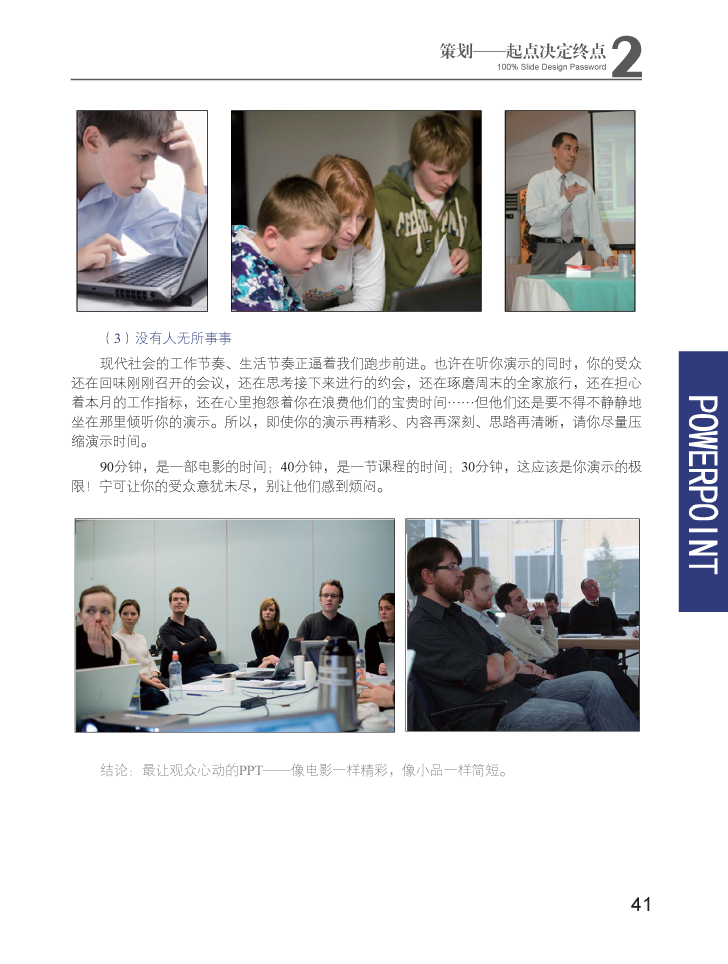 策划——起点决定终点
100% Slide Design Password
2
（3）没有人无所事事
现代社会的工作节奏、生活节奏正逼着我们跑步前进。也许在听你演示的同时，你的受众
还在回味刚刚召开的会议，还在思考接下来进行的约会，还在琢磨周末的全家旅行，还在担心
着本月的工作指标，还在心里抱怨着你在浪费他们的宝贵时间……但他们还是要不得不静静地
坐在那里倾听你的演示。所以，即使你的演示再精彩、内容再深刻、思路再清晰，请你尽量压
缩演示时间。
90分钟，是一部电影的时间；40分钟，是一节课程的时间；30分钟，这应该是你演示的极
限！宁可让你的受众意犹未尽，别让他们感到烦闷。
结论：最让观众心动的PPT——像电影一样精彩，像小品一样简短。
POWERPOINT
41